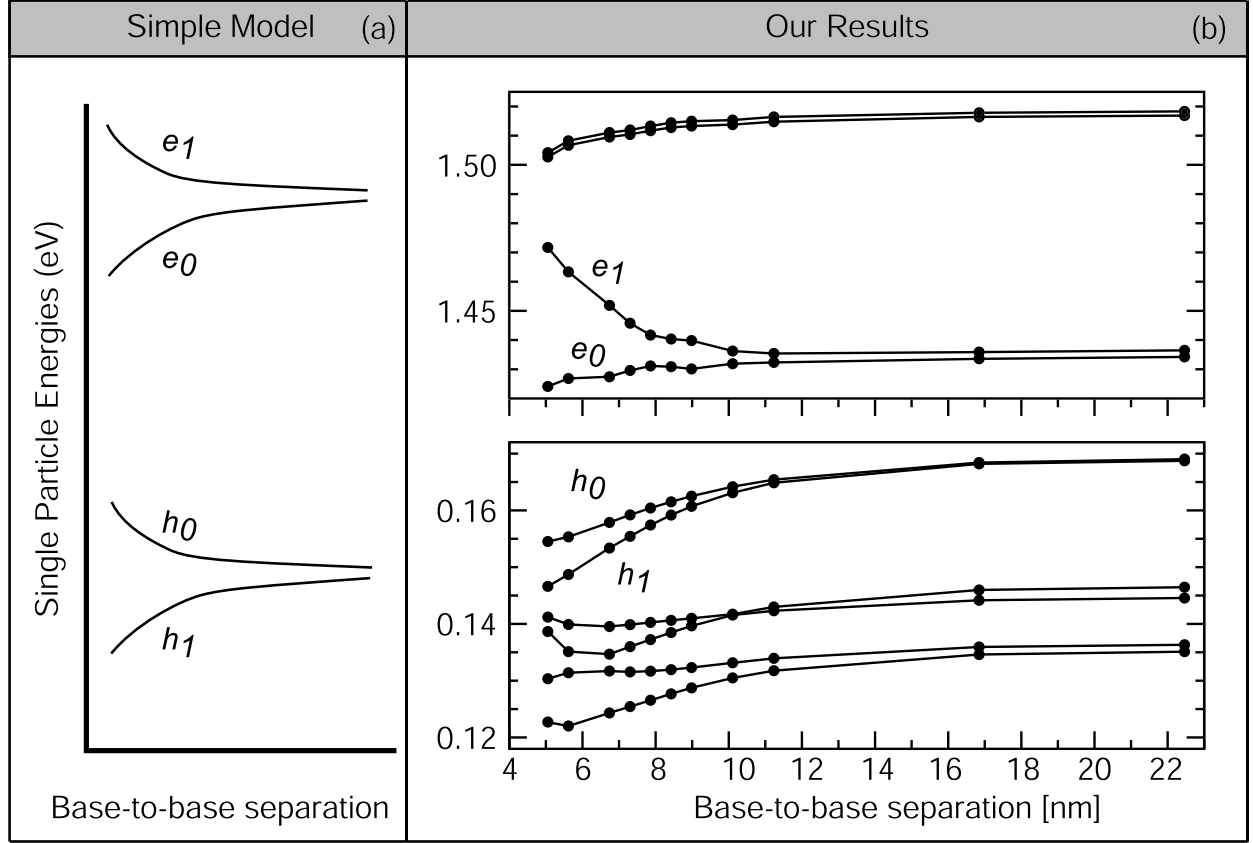 Simple Model (a)
Our Results (b)
Single Particle Energies (eV)
e1
e0
h0
h1
Base-to-base separation
1.50
1.45
e1
e0
0.16
0.14
0.12
h0
h1
4 6 8 10 12 14 16 18 20 22
Base-to-base separation [nm]